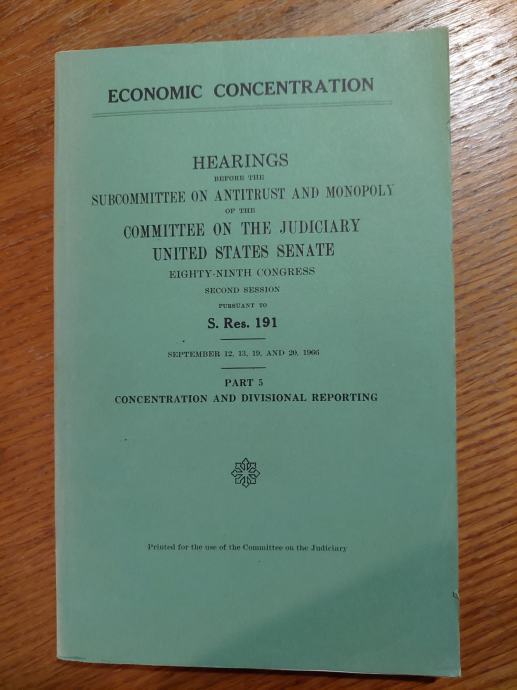 ECONOMIC CONCENTRATION
HEARINGS
BEFORE THE
SUBCOMMITTEE ON ANTITRUST AND MONOPOLY
OF THE
COMMITTEE ON THE JUDICIARY
UNITED STATES SENATE
EIGHTY-NINTH CONGRESS
SECOND SESSION
PURSUANT TO
S. Res. 191
SEPTEMBER 12, 13, 19, AND 20, 1966
PART 5
CONCENTRATION AND DIVISIONAL REPORTING
Printed for the use of the Committee on the Judiciary